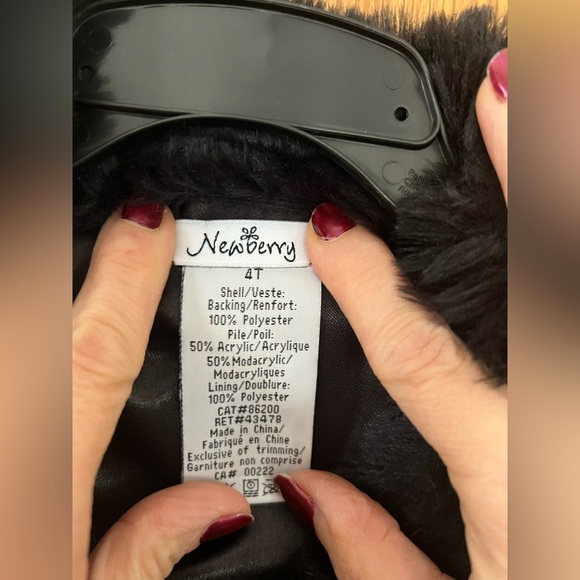 Newberry
4T
Shell/Veste:
Backing/Renfort:
100% Polyester
Pile/Poil:
50% Acrylic/Acrylique
50% Modacrylic/
Modacryliques
Lining/Doublure:
100% Polyester
CAT#86200
RET#43478
Made in China/
Fabriqué en Chine
Exclusive of trimming/
Garniture non comprise
CA# 00222